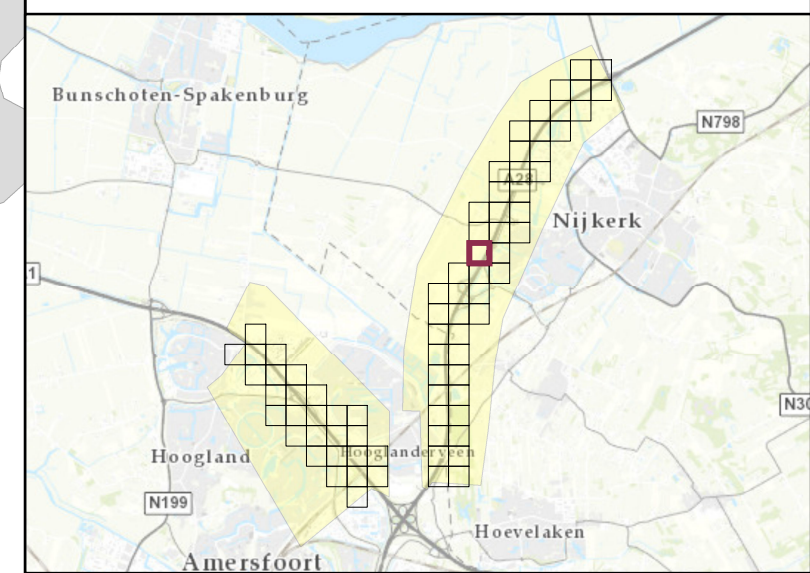 Bunschoten-Spakenburg
N798
A28
Nijkerk
1
N30
Hooglanderveen
Hoogland
N199
Hoevelaken
Amersfoort